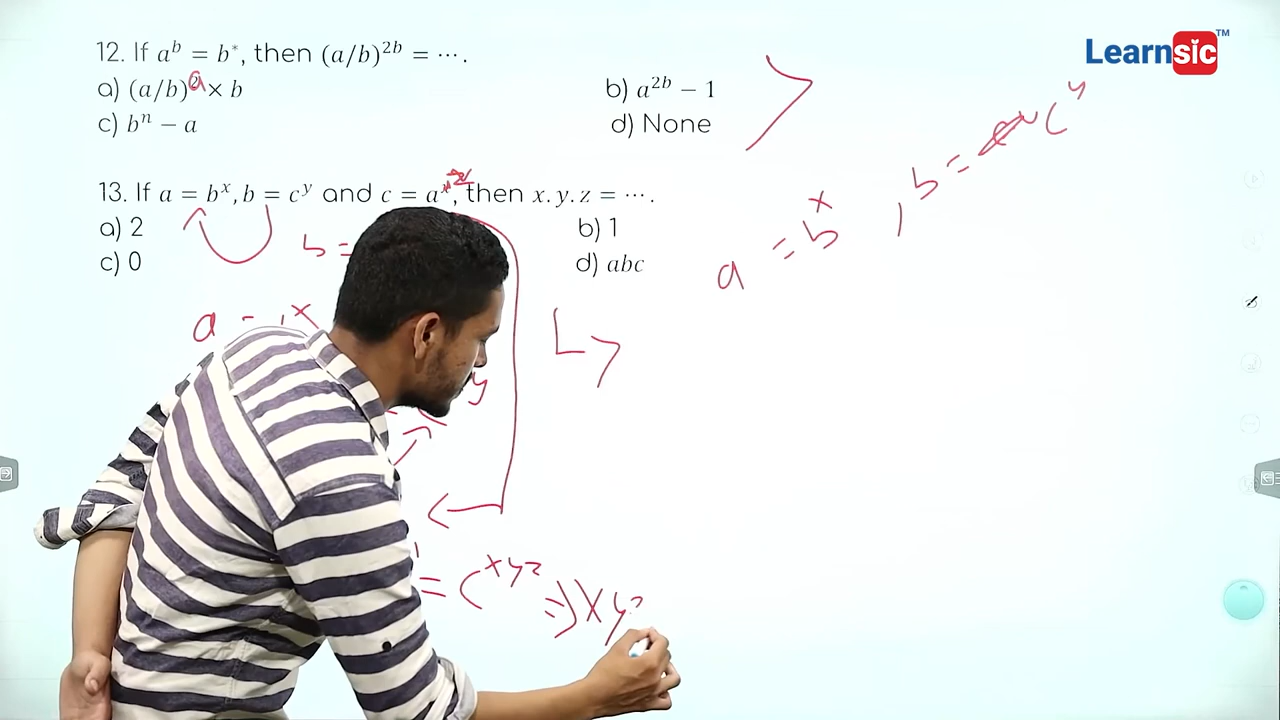 Learnsic™
12. If a^b = b*, then (a/b)^{2b} = ⋯.
a) (a/b)^a × b
b) a^{2b} − 1
c) b^n − a
d) None
13. If a = b^x, b = c^y and c = a^z, then x. y. z = ⋯.
a) 2
b) 1
c) 0
d) abc
b =
a = b^x, b = c^y
a =
y
= c^{xyz} ⇒ xyz